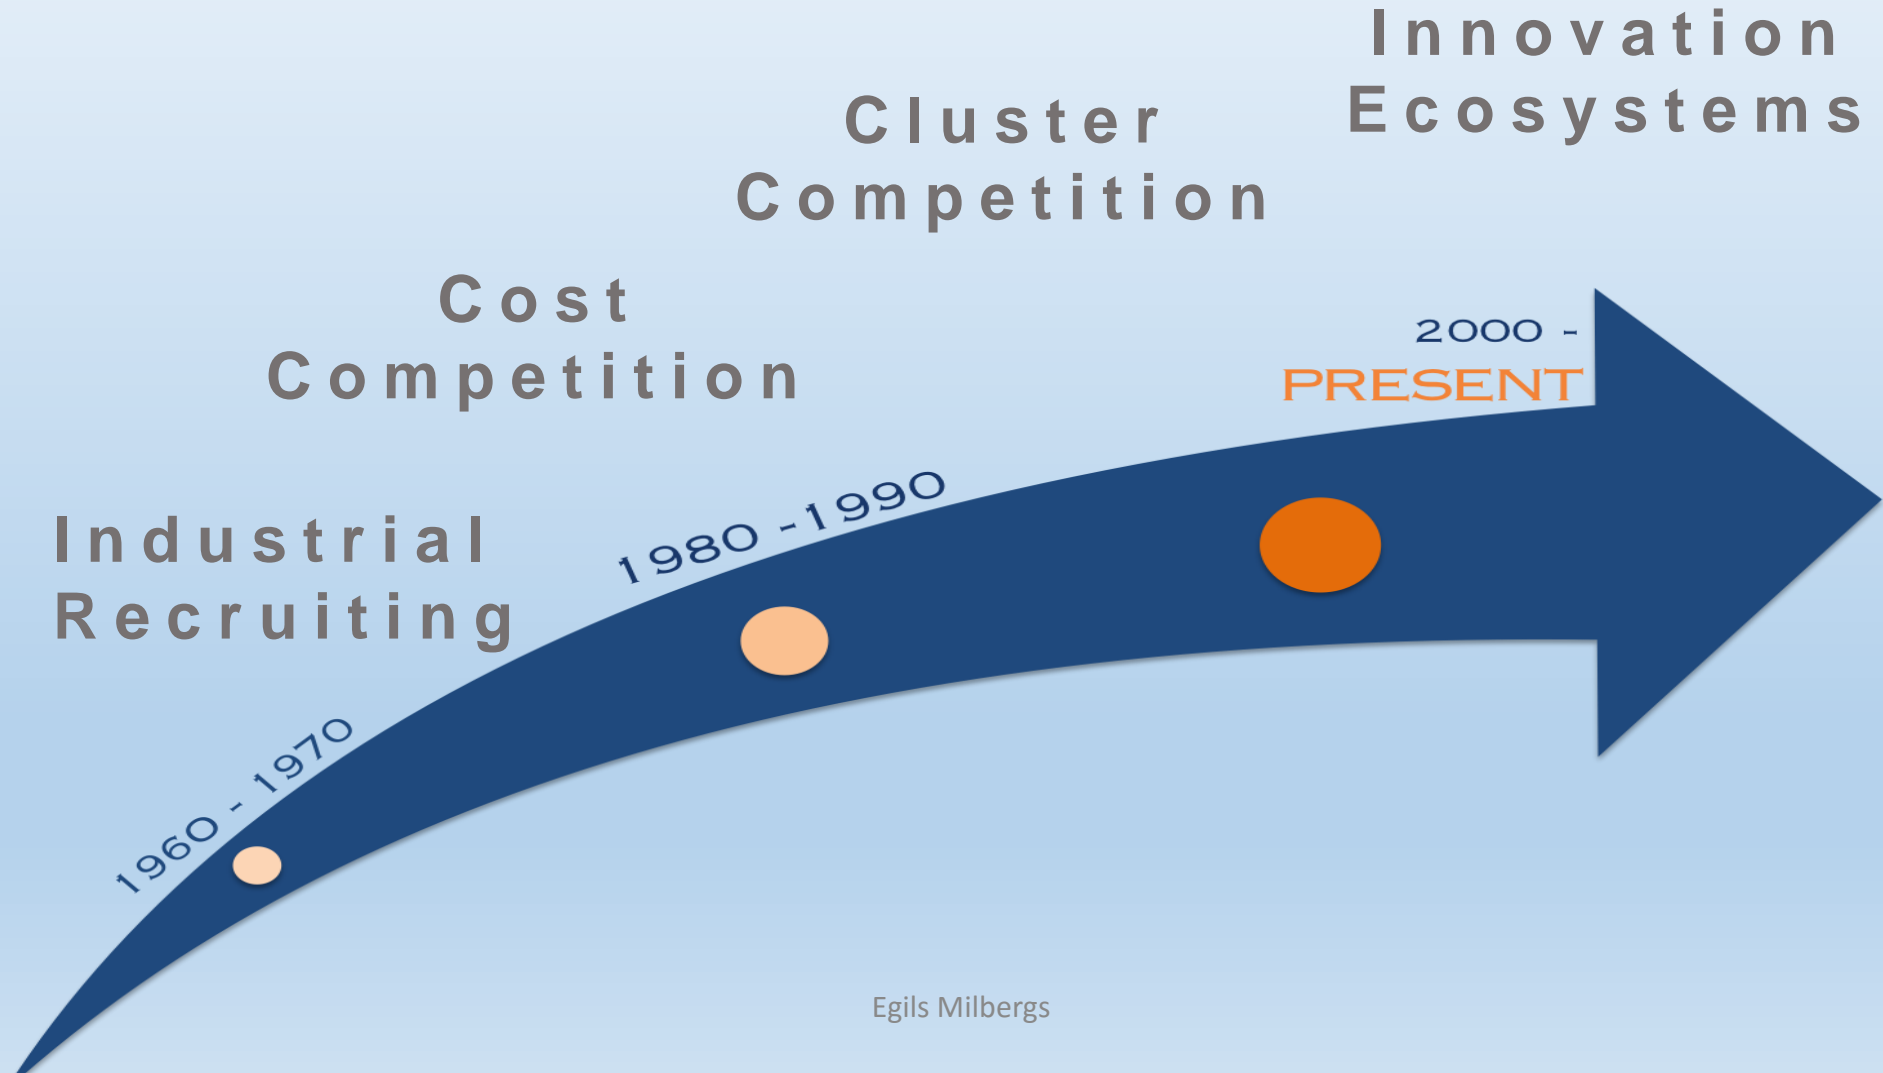 Innovation
Ecosystems
Cluster
Competition
Cost
Competition
2000 -
PRESENT
1980 -1990
Industrial
Recruiting
1960 - 1970
Egils Milbergs